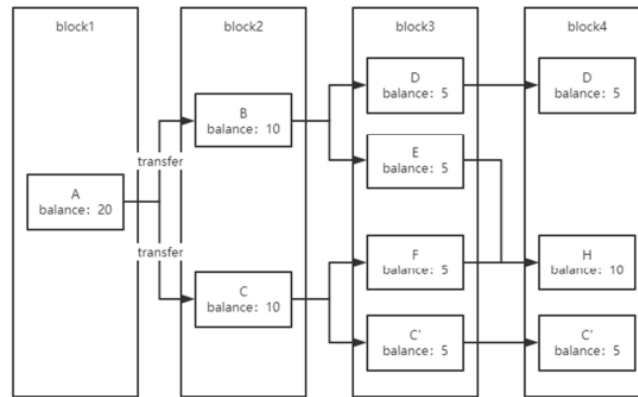 block1
block2
block3
block4
A
balance: 20
transfer
transfer
B
balance: 10
C
balance: 10
D
balance: 5
E
balance: 5
F
balance: 5
C'
balance: 5
D
balance: 5
H
balance: 10
C'
balance: 5